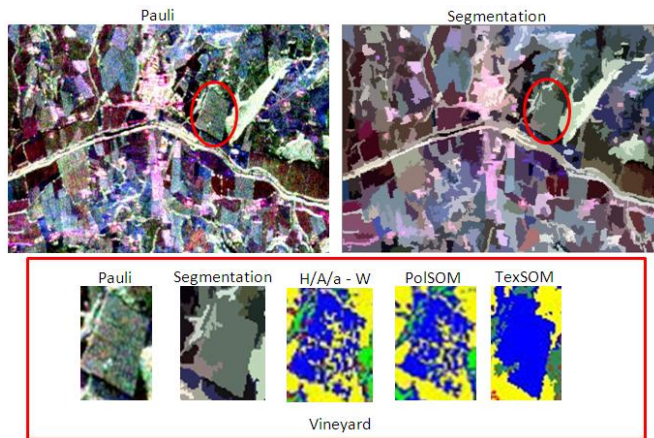 Pauli
Segmentation
Pauli
Segmentation
H/A/a - W
PolSOM
TexSOM
Vineyard